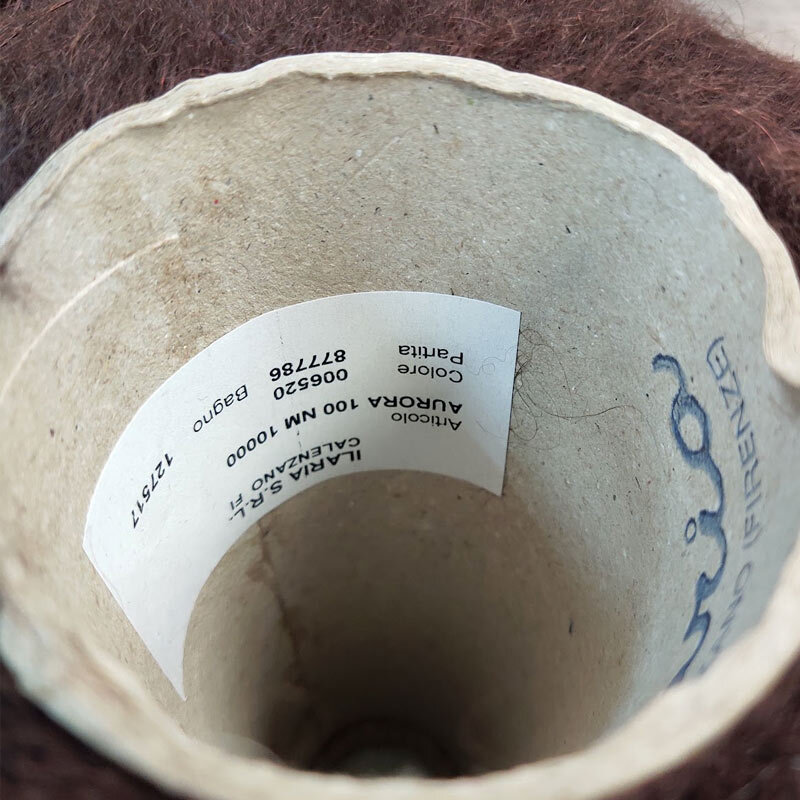 ILARIA S.R.L.
CALENZANO FI
Articolo
AURORA 100 NM 10000
Colore 006520 Bagno 127517
Partita 877786
(FIRENZE)